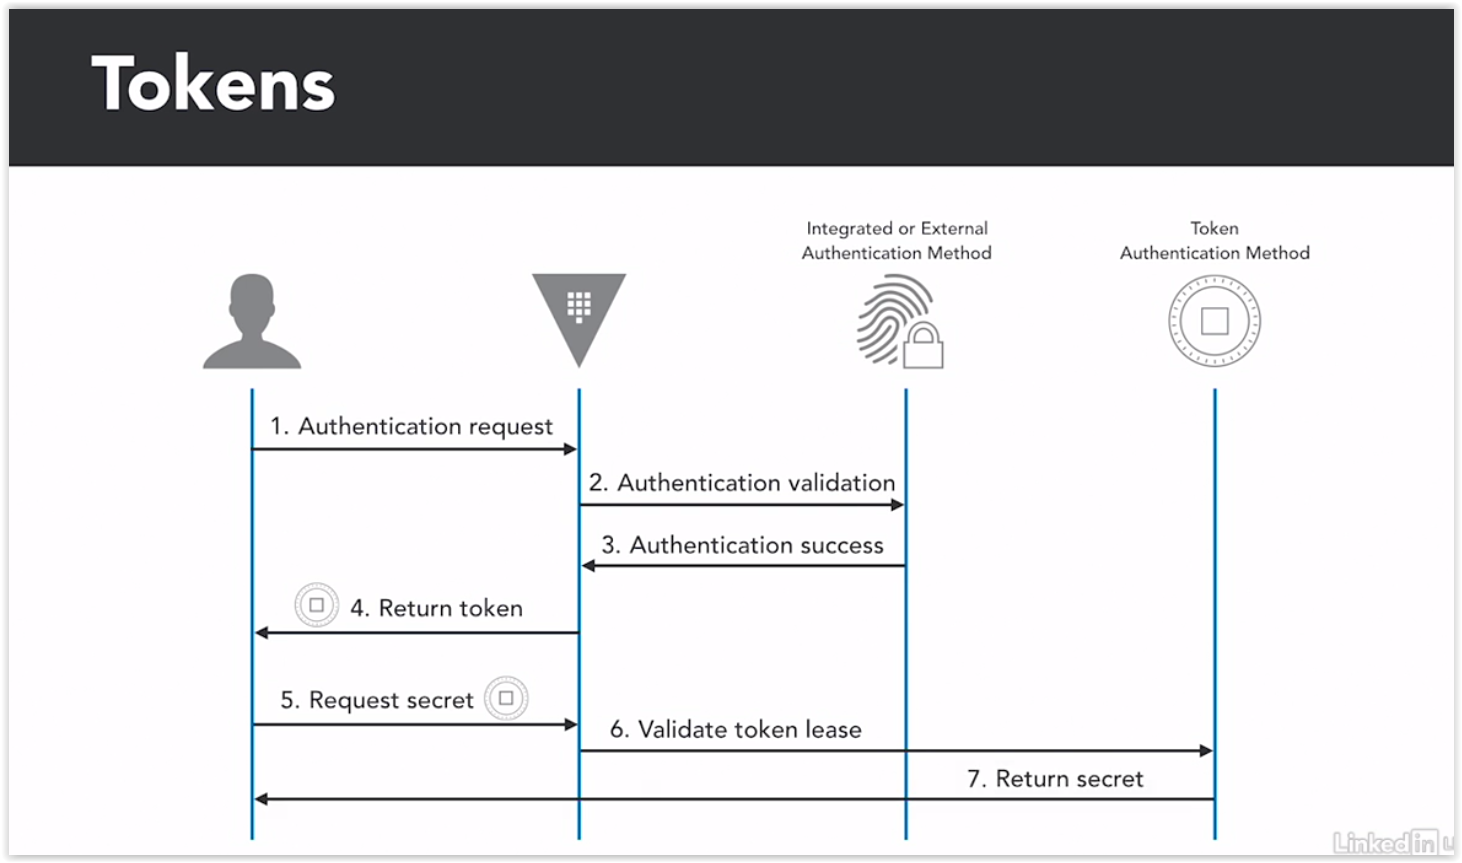 Tokens
Integrated or External
Authentication Method
Token
Authentication Method
1. Authentication request
2. Authentication validation
3. Authentication success
4. Return token
5. Request secret
6. Validate token lease
7. Return secret
Linkedin